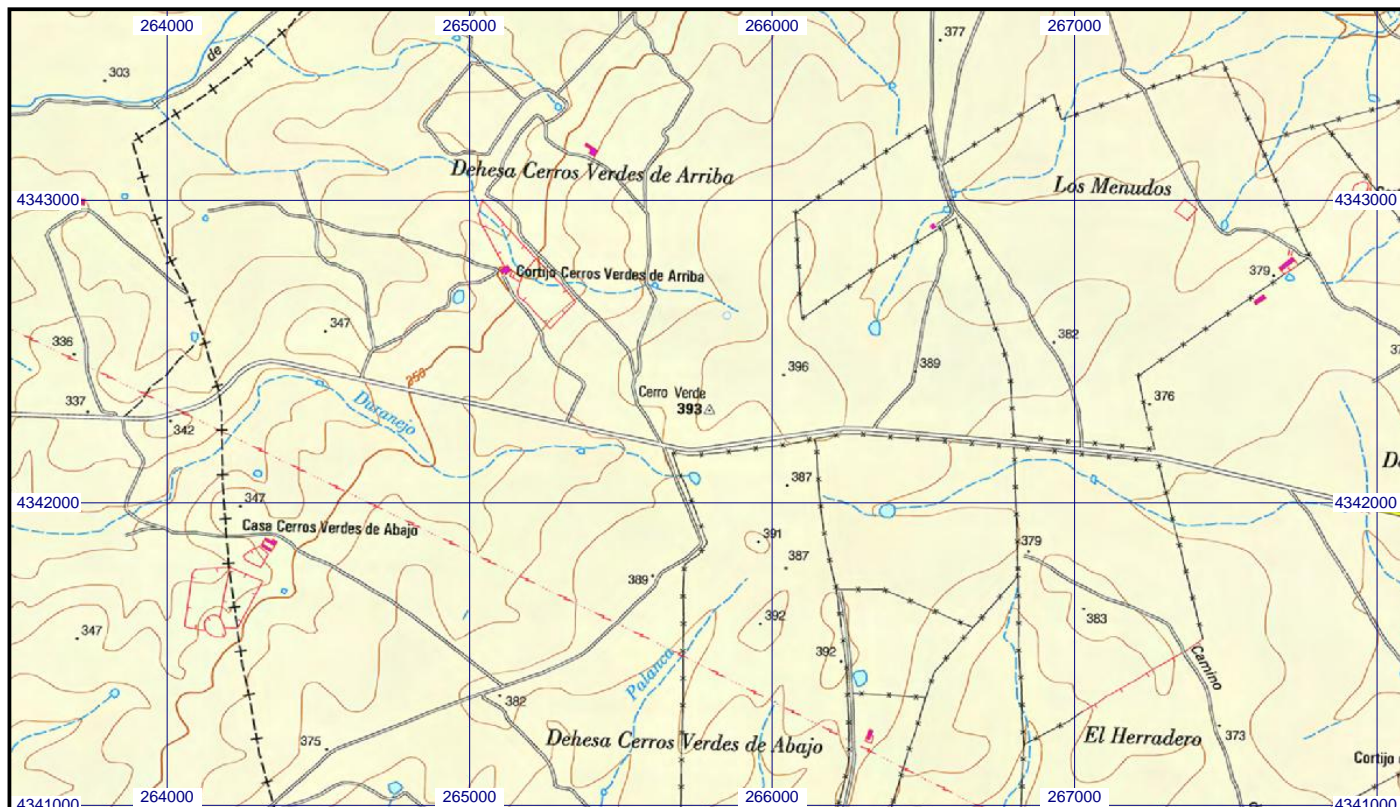 264000 265000 266000 267000
de
377
303
Dehesa Cerros Verdes de Arriba
Los Menudos
4343000 4343000
Cortijo Cerros Verdes de Arriba
379
347
382
336
396
389
Cerro Verde
393
376
337
342
Duranejo
387
4342000 4342000
347
Casa Cerros Verdes de Abajo
391
379
387
389
383
392
347
392
Camino
Palanca
382
373
375
Dehesa Cerros Verdes de Abajo
El Herradero
Cortijo
4341000 4341000
264000 265000 266000 267000